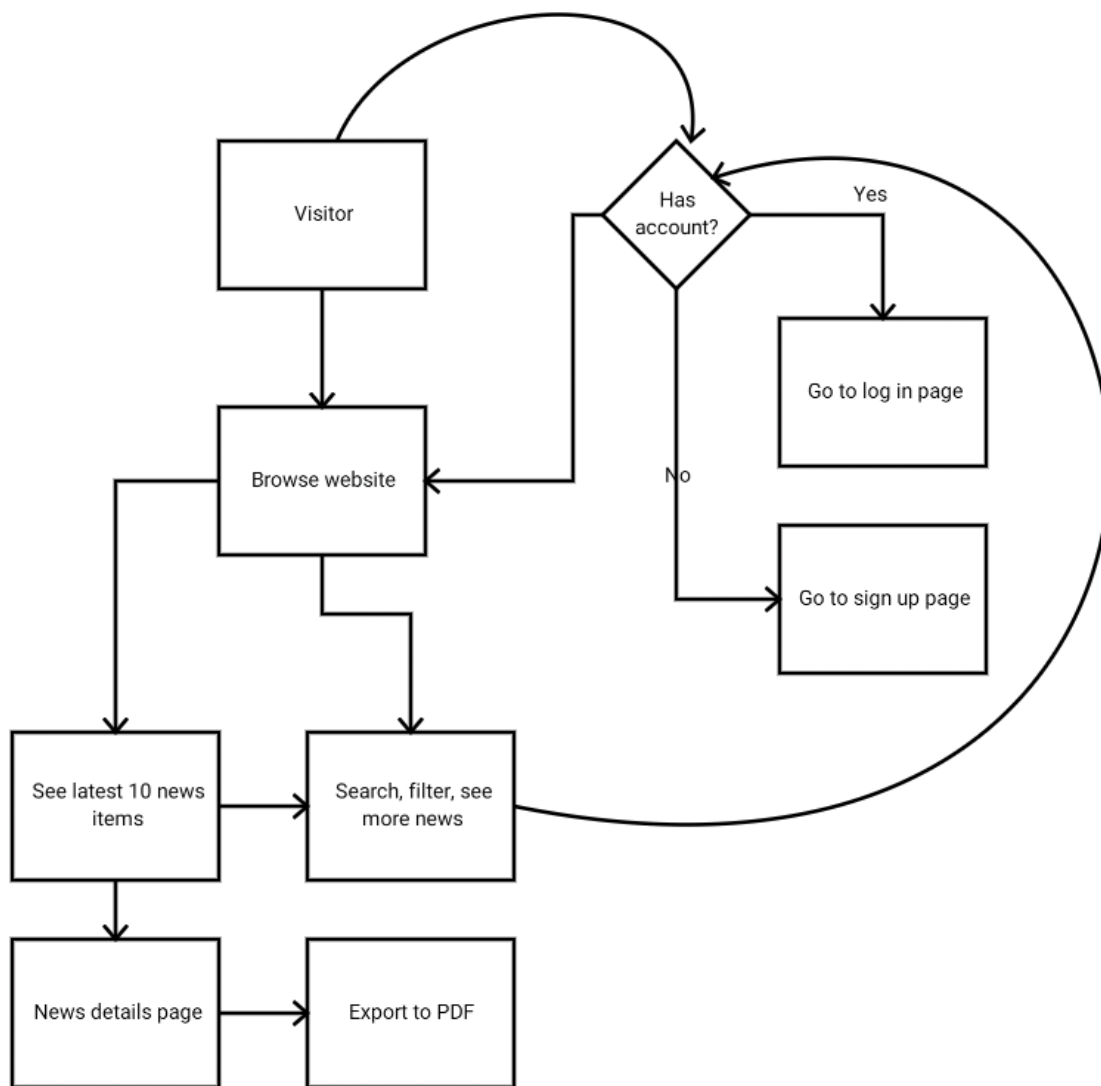 Visitor
Has
account?
Yes
Go to log in page
Browse website
No
Go to sign up page
See latest 10 news
items
Search, filter, see
more news
News details page
Export to PDF